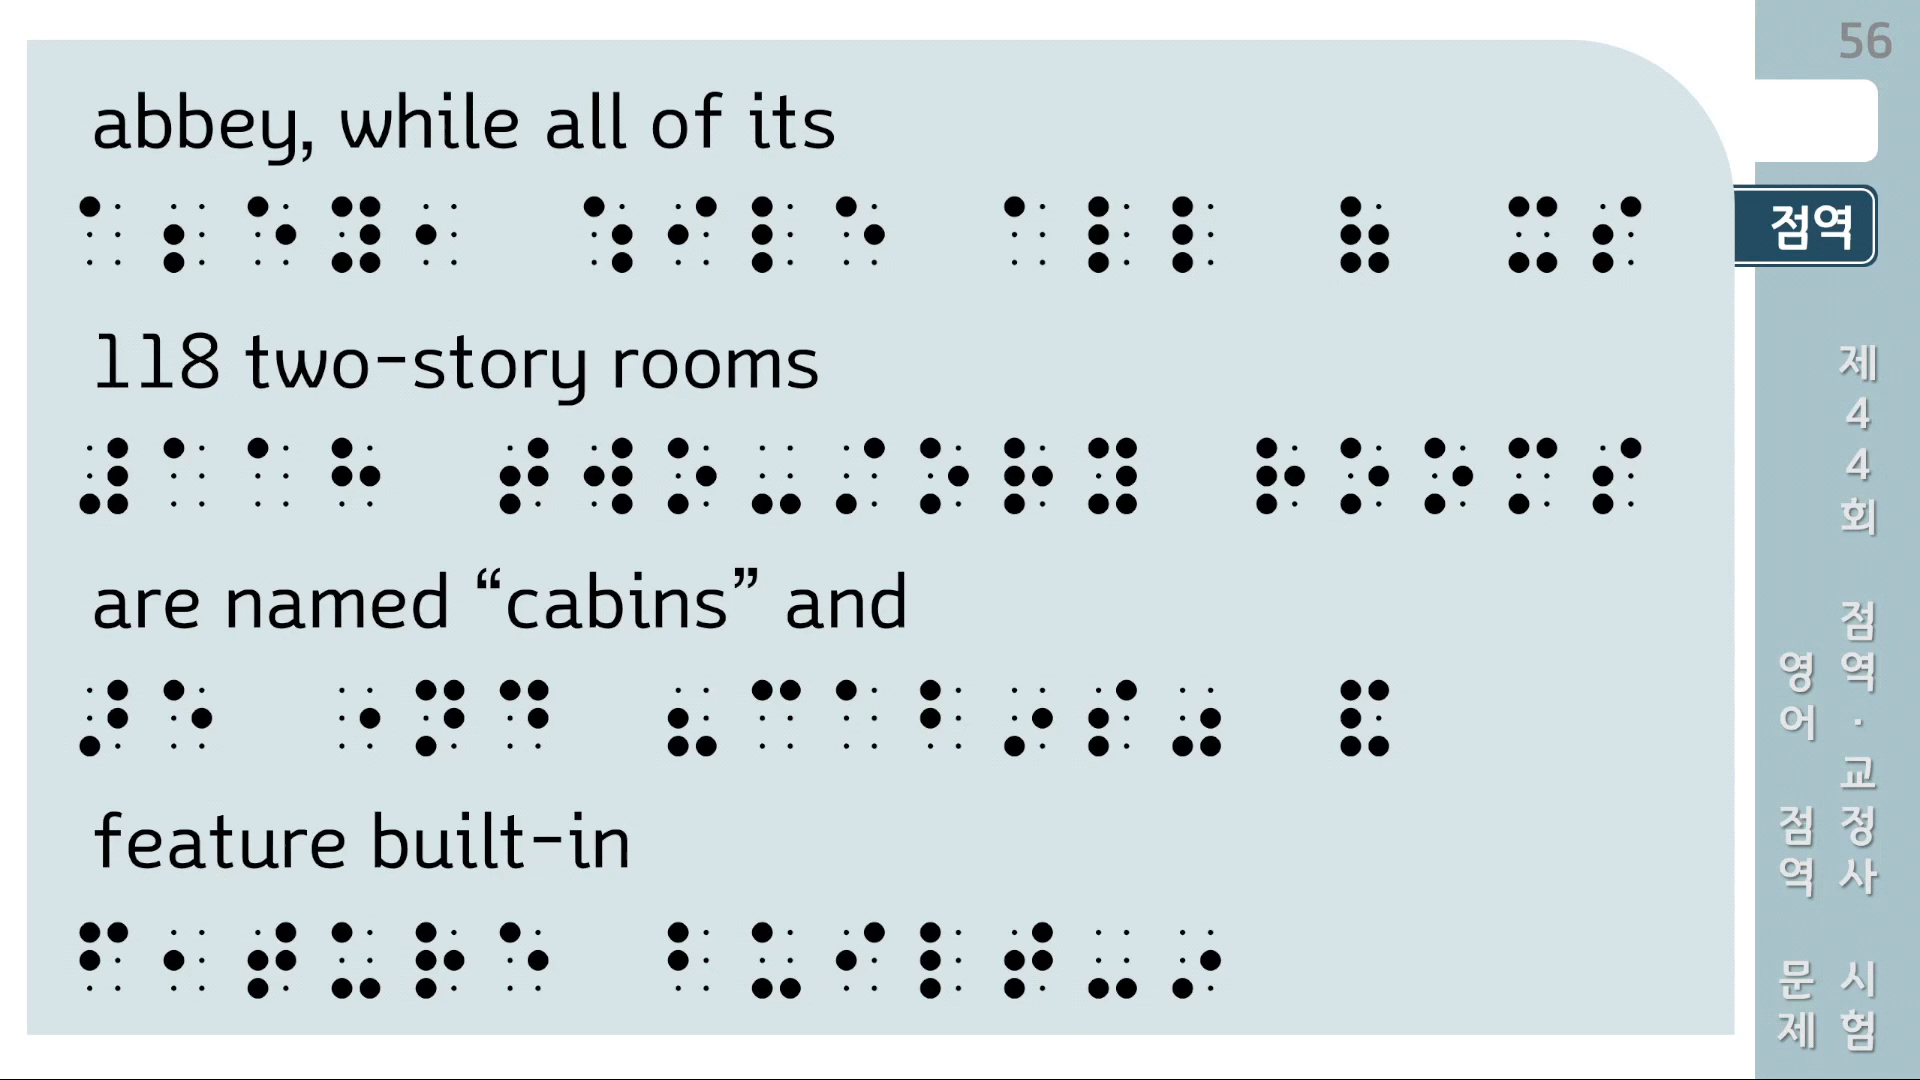 56
abbey, while all of its
⠁⠆⠑⠽⠂ ⠱⠊⠇⠑ ⠁⠇⠇ ⠷ ⠭⠎
118 two-story rooms
⠼⠁⠁⠓ ⠞⠺⠕⠤⠌⠕⠗⠽ ⠗⠕⠕⠍⠎
are named “cabins” and
⠜⠑ ⠐⠝⠙ ⠦⠉⠁⠃⠔⠎⠴ ⠯
feature built-in
⠋⠂⠞⠥⠗⠑ ⠃⠥⠊⠇⠞⠤⠔
점역
제44회 점역·교정사 시험
영어 점역 문제